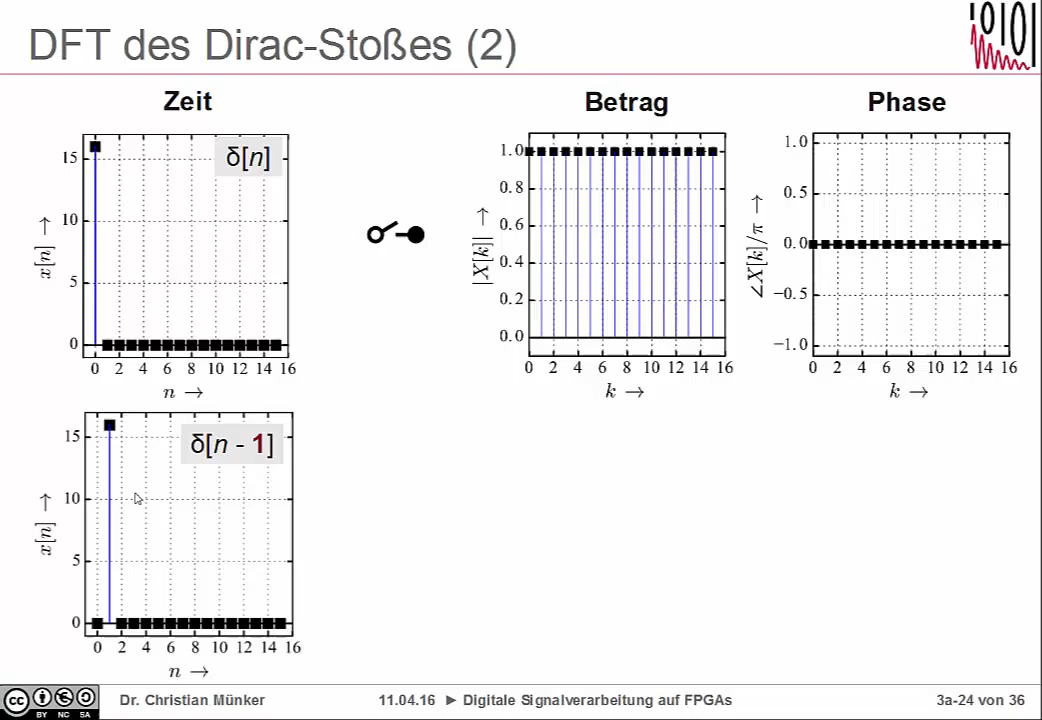 DFT des Dirac-Stoßes (2)
Zeit
Betrag
Phase
δ[n]
15
10
5
0
x[n] →
0 2 4 6 8 10 12 14 16
n →
1.0
0.8
0.6
0.4
0.2
0.0
|X[k]| →
0 2 4 6 8 10 12 14 16
k →
1.0
0.5
0.0
−0.5
−1.0
∠X[k]/π →
0 2 4 6 8 10 12 14 16
k →
δ[n - 1]
15
10
5
0
x[n] →
0 2 4 6 8 10 12 14 16
n →
cc BY NC SA
Dr. Christian Münker
11.04.16 ► Digitale Signalverarbeitung auf FPGAs
3a-24 von 36